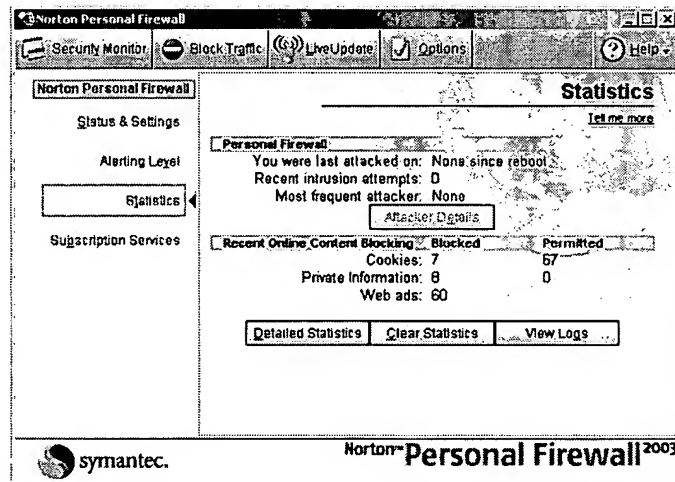 Norton Personal Firewall
Security Monitor Block Traffic LiveUpdate Options Help
Norton Personal Firewall
Status & Settings
Alerting Level
Statistics
Subscription Services
Statistics
Tell me more
Personal Firewall
You were last attacked on: None since reboot
Recent intrusion attempts: 0
Most frequent attacker: None
Attacker Details
Recent Online Content Blocking Blocked Permitted
Cookies: 7 67
Private Information: 8 0
Web ads: 60
Detailed Statistics Clear Statistics View Logs
symantec.
Norton™ Personal Firewall 2003